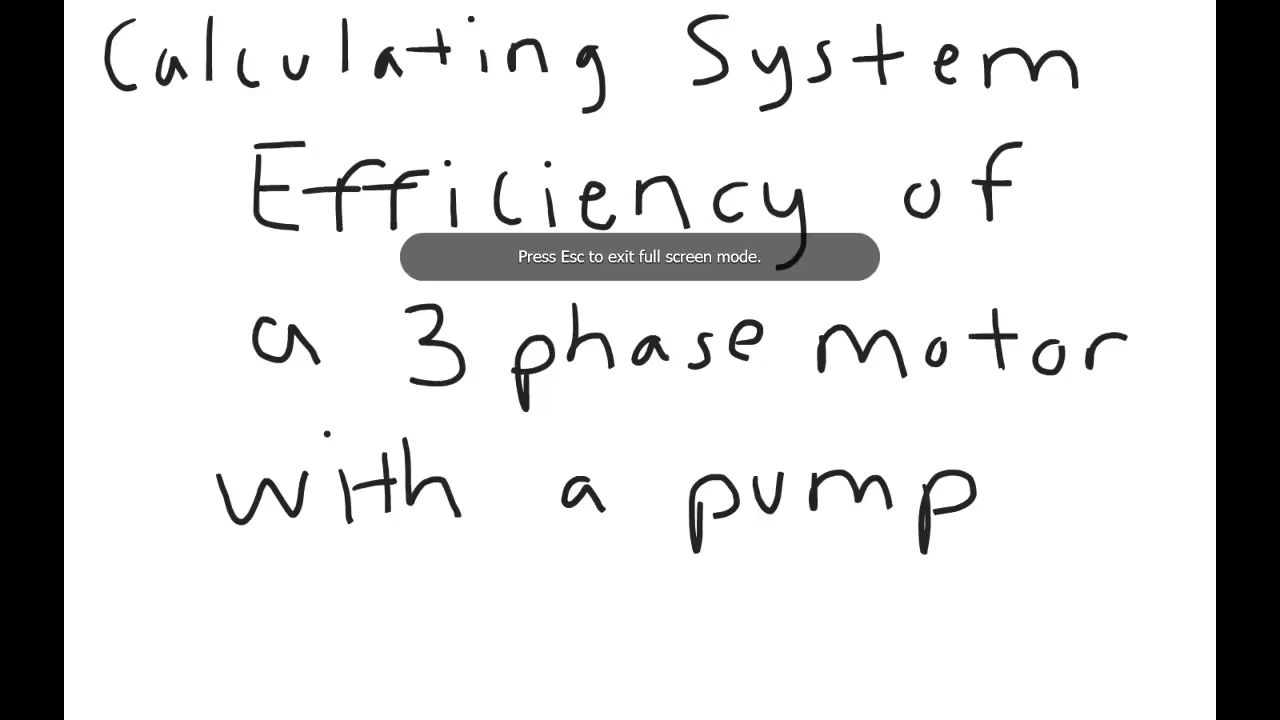 Calculating System
Efficiency of
Press Esc to exit full screen mode.
a 3 phase motor
with a pump